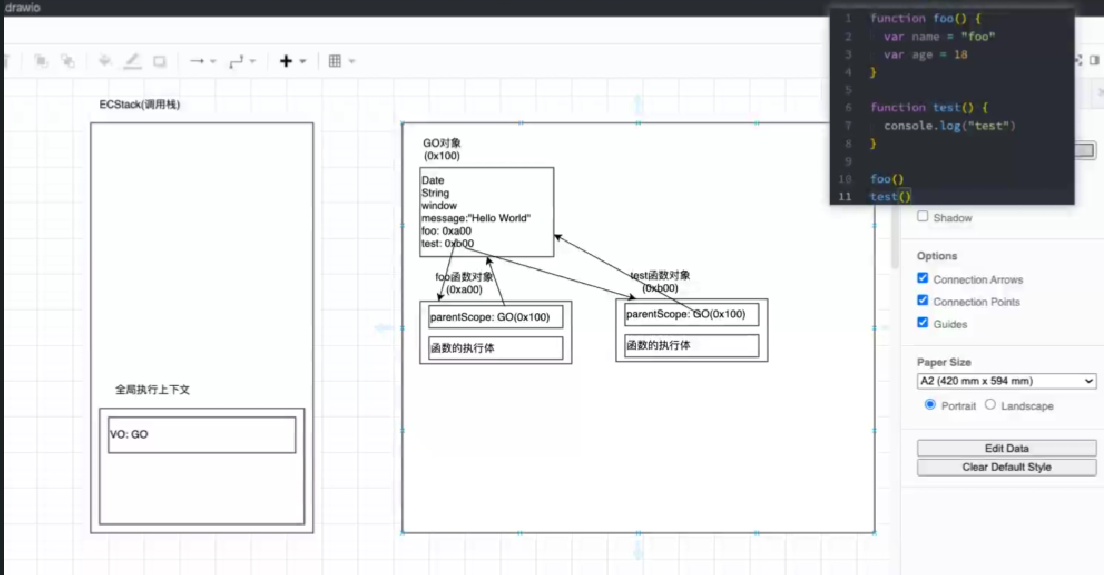 drawio
1 function foo() {
2 var name = "foo"
3 var age = 18
4 }
5
6 function test() {
7 console.log("test")
8 }
9
10 foo()
11 test()
ECStack(调用栈)
全局执行上下文
VO: GO
GO对象
(0x100)
Date
String
window
message:"Hello World"
foo: 0xa00
test: 0xb00
foo函数对象
(0xa00)
parentScope: GO(0x100)
函数的执行体
test函数对象
(0xb00)
parentScope: GO(0x100)
函数的执行体
Shadow
Options
Connection Arrows
Connection Points
Guides
Paper Size
A2 (420 mm x 594 mm)
Portrait Landscape
Edit Data
Clear Default Style